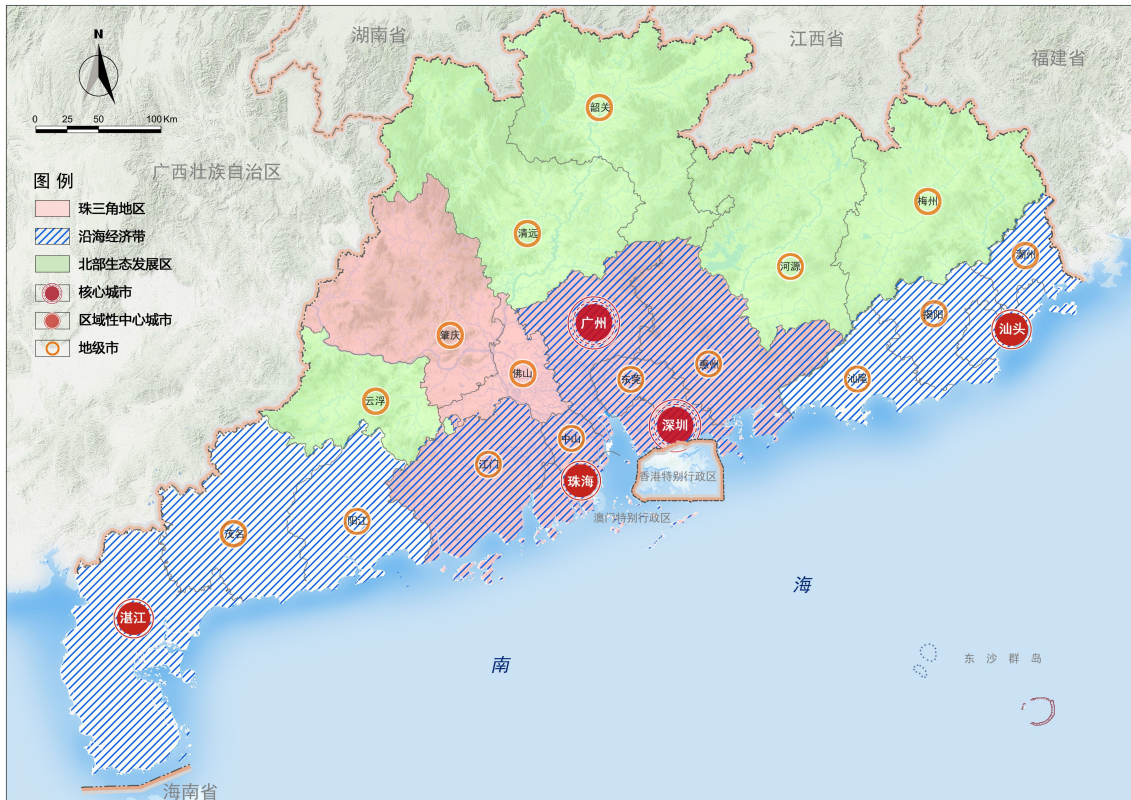 湖南省
江西省
福建省
N
0 25 50 100 Km
广西壮族自治区
图 例
珠三角地区
沿海经济带
北部生态发展区
核心城市
区域性中心城市
地级市
韶关
梅州
清远
潮州
河源
揭阳
广州
汕头
肇庆
惠州
佛山
东莞
汕尾
云浮
深圳
中山
江门
香港特别行政区
珠海
澳门特别行政区
阳江
茂名
海
湛江
南
东沙群岛
海南省